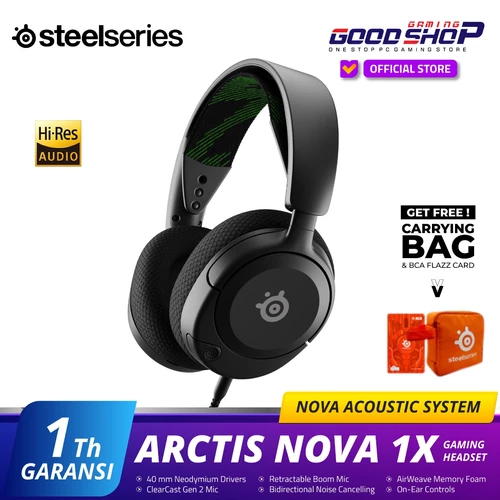 steelseries
GAMING
GOODSHOP
ONE STOP PC GAMING STORE
OFFICIAL STORE
Hi-Res
AUDIO
GET FREE !
CARRYING
BAG
& BCA FLAZZ CARD
V
steelseries
NOVA ACOUSTIC SYSTEM
1Th
GARANSI
ARCTIS NOVA 1X
GAMING
HEADSET
• 40 mm Neodymium Drivers
• Retractable Boom Mic
• AirWeave Memory Foam
• ClearCast Gen 2 Mic
• Bidirectional Noise Cancelling
• On-Ear Controls